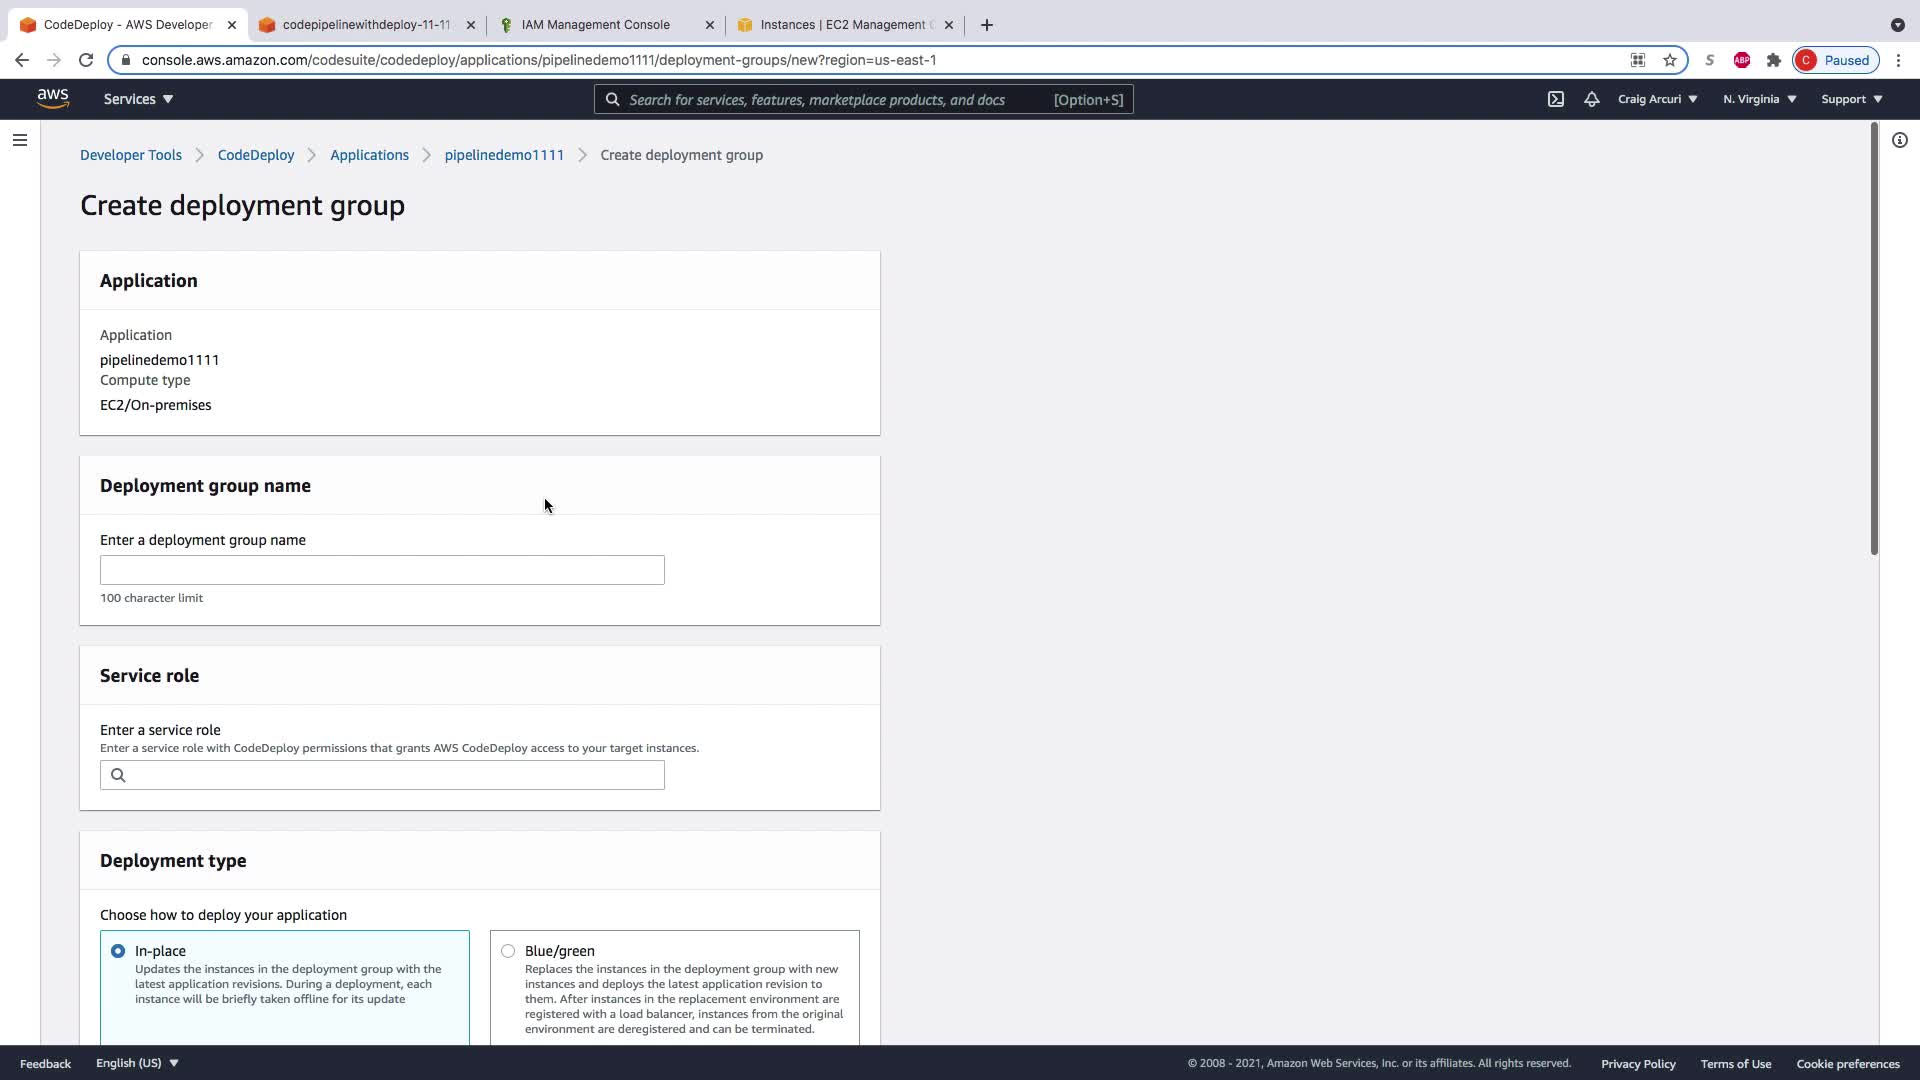 CodeDeploy - AWS Developer
codepipelinewithdeploy-11-11
IAM Management Console
Instances | EC2 Management C
console.aws.amazon.com/codesuite/codedeploy/applications/pipelinedemo1111/deployment-groups/new?region=us-east-1
S
ABP
C Paused
aws
Services
Search for services, features, marketplace products, and docs [Option+S]
Craig Arcuri
N. Virginia
Support
Developer Tools
CodeDeploy
Applications
pipelinedemo1111
Create deployment group
Create deployment group
Application
Application
pipelinedemo1111
Compute type
EC2/On-premises
Deployment group name
Enter a deployment group name
100 character limit
Service role
Enter a service role
Enter a service role with CodeDeploy permissions that grants AWS CodeDeploy access to your target instances.
Deployment type
Choose how to deploy your application
In-place
Updates the instances in the deployment group with the
latest application revisions. During a deployment, each
instance will be briefly taken offline for its update
Blue/green
Replaces the instances in the deployment group with new
instances and deploys the latest application revision to
them. After instances in the replacement environment are
registered with a load balancer, instances from the original
environment are deregistered and can be terminated.
Feedback
English (US)
© 2008 - 2021, Amazon Web Services, Inc. or its affiliates. All rights reserved.
Privacy Policy
Terms of Use
Cookie preferences